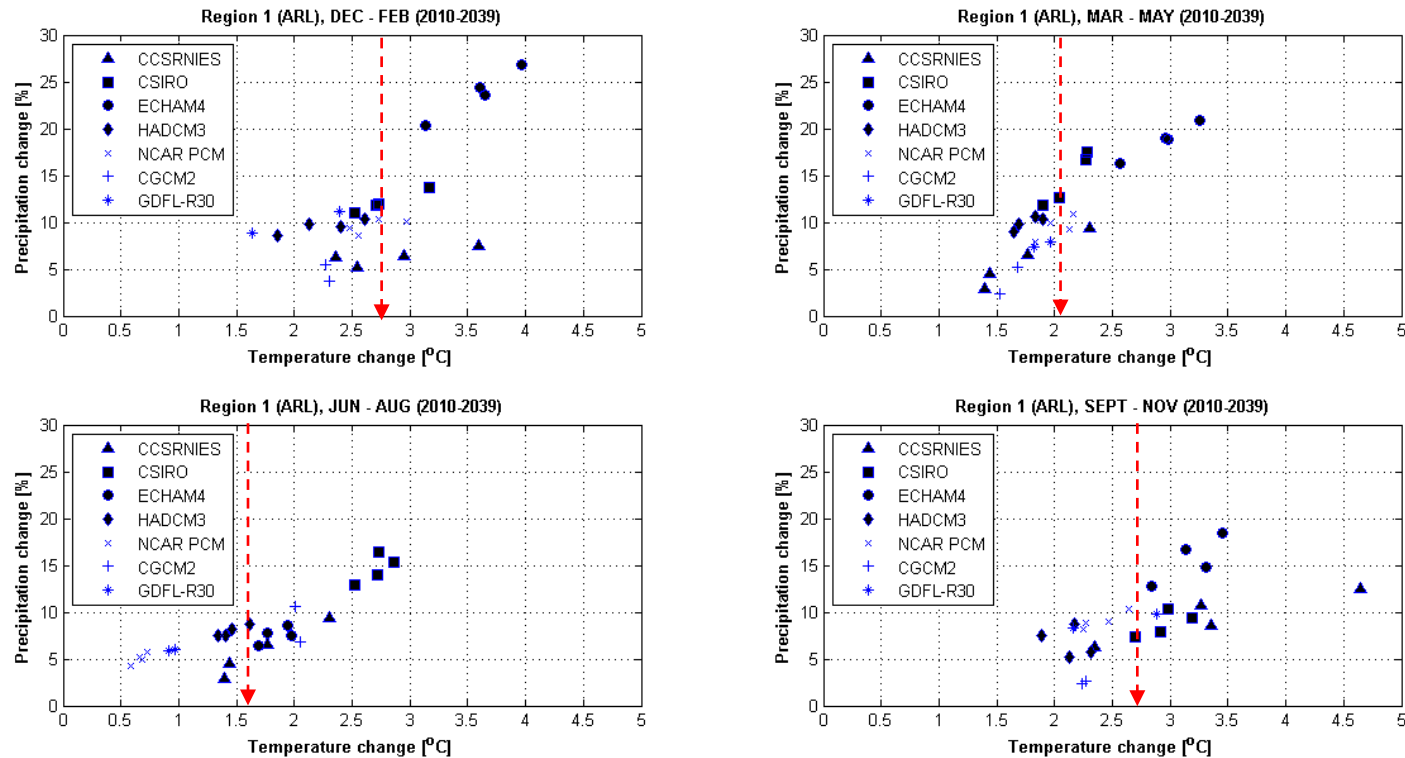 Region 1 (ARL), DEC - FEB (2010-2039)
Precipitation change [%]
30
25
20
15
10
5
0
CCSRNIES
CSIRO
ECHAM4
HADCM3
NCAR PCM
CGCM2
GDFL-R30
0 0.5 1 1.5 2 2.5 3 3.5 4 4.5 5
Temperature change [°C]
Region 1 (ARL), MAR - MAY (2010-2039)
Precipitation change [%]
30
25
20
15
10
5
0
CCSRNIES
CSIRO
ECHAM4
HADCM3
NCAR PCM
CGCM2
GDFL-R30
0 0.5 1 1.5 2 2.5 3 3.5 4 4.5 5
Temperature change [°C]
Region 1 (ARL), JUN - AUG (2010-2039)
Precipitation change [%]
30
25
20
15
10
5
0
CCSRNIES
CSIRO
ECHAM4
HADCM3
NCAR PCM
CGCM2
GDFL-R30
0 0.5 1 1.5 2 2.5 3 3.5 4 4.5 5
Temperature change [°C]
Region 1 (ARL), SEPT - NOV (2010-2039)
Precipitation change [%]
30
25
20
15
10
5
0
CCSRNIES
CSIRO
ECHAM4
HADCM3
NCAR PCM
CGCM2
GDFL-R30
0 0.5 1 1.5 2 2.5 3 3.5 4 4.5 5
Temperature change [°C]